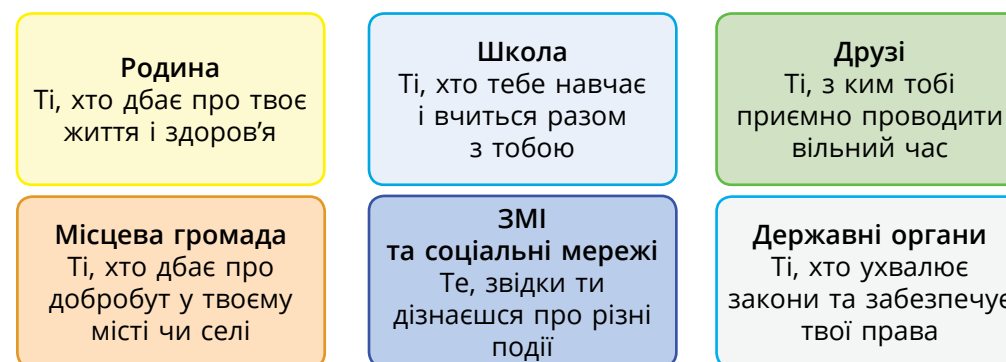 Родина
Ті, хто дбає про твоє
життя і здоров’я
Школа
Ті, хто тебе навчає
і вчиться разом
з тобою
Друзі
Ті, з ким тобі
приємно проводити
вільний час
Місцева громада
Ті, хто дбає про
добробут у твоєму
місті чи селі
ЗМІ
та соціальні мережі
Те, звідки ти
дізнаєшся про різні
події
Державні органи
Ті, хто ухвалює
закони та забезпечує
твої права